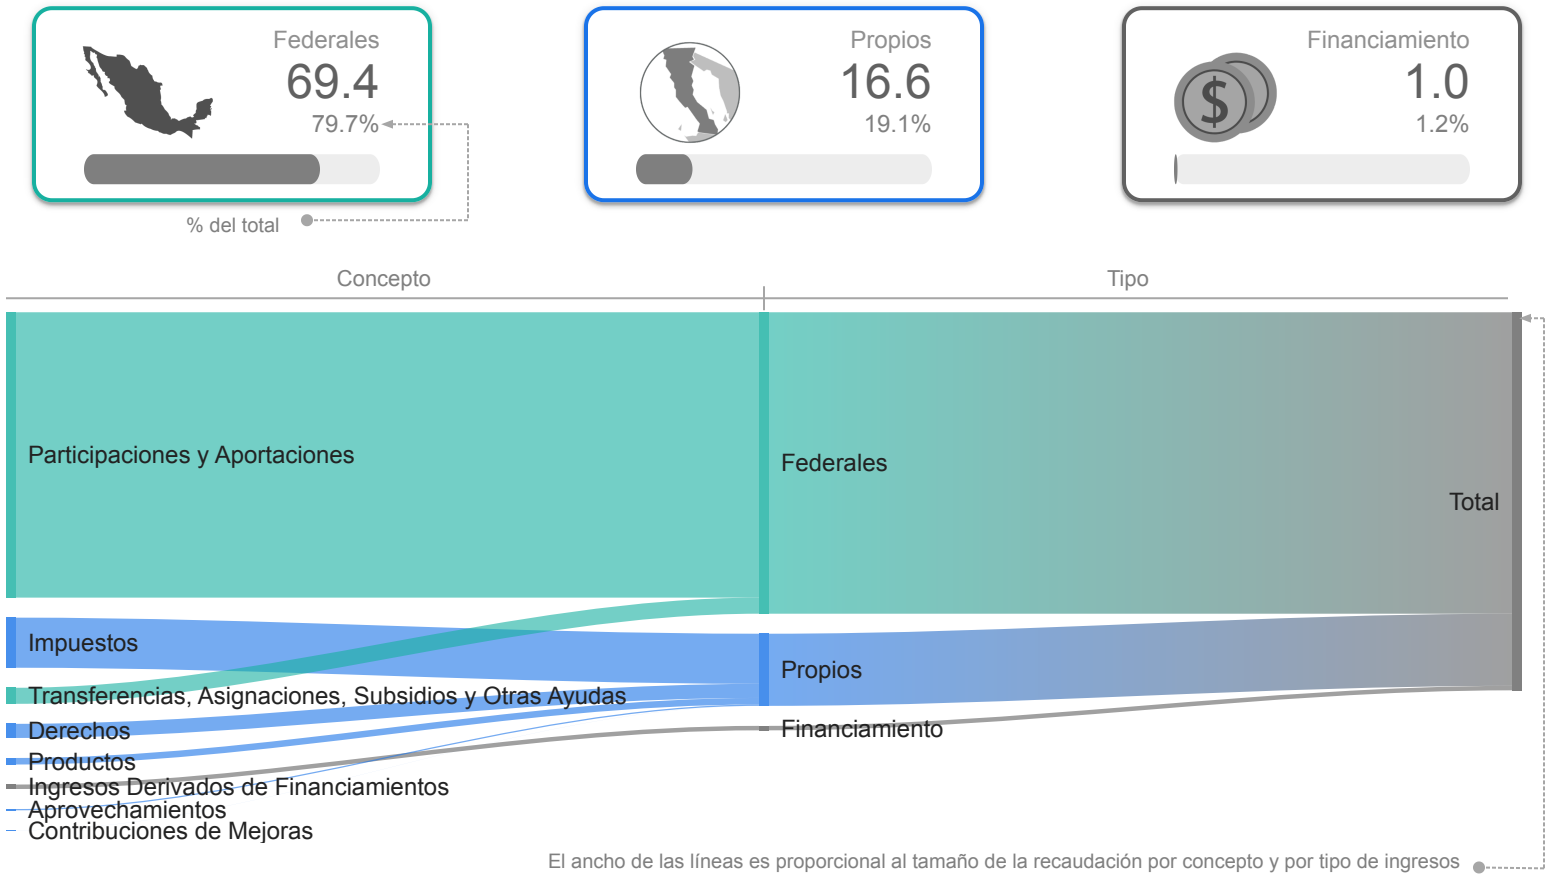 Federales
69.4
79.7%
Propios
16.6
19.1%
Financiamiento
1.0
1.2%
$
% del total
Concepto
Tipo
Participaciones y Aportaciones
Federales
Total
Impuestos
Propios
Transferencias, Asignaciones, Subsidios y Otras Ayudas
Derechos
Financiamiento
Productos
Ingresos Derivados de Financiamientos
Aprovechamientos
Contribuciones de Mejoras
El ancho de las líneas es proporcional al tamaño de la recaudación por concepto y por tipo de ingresos